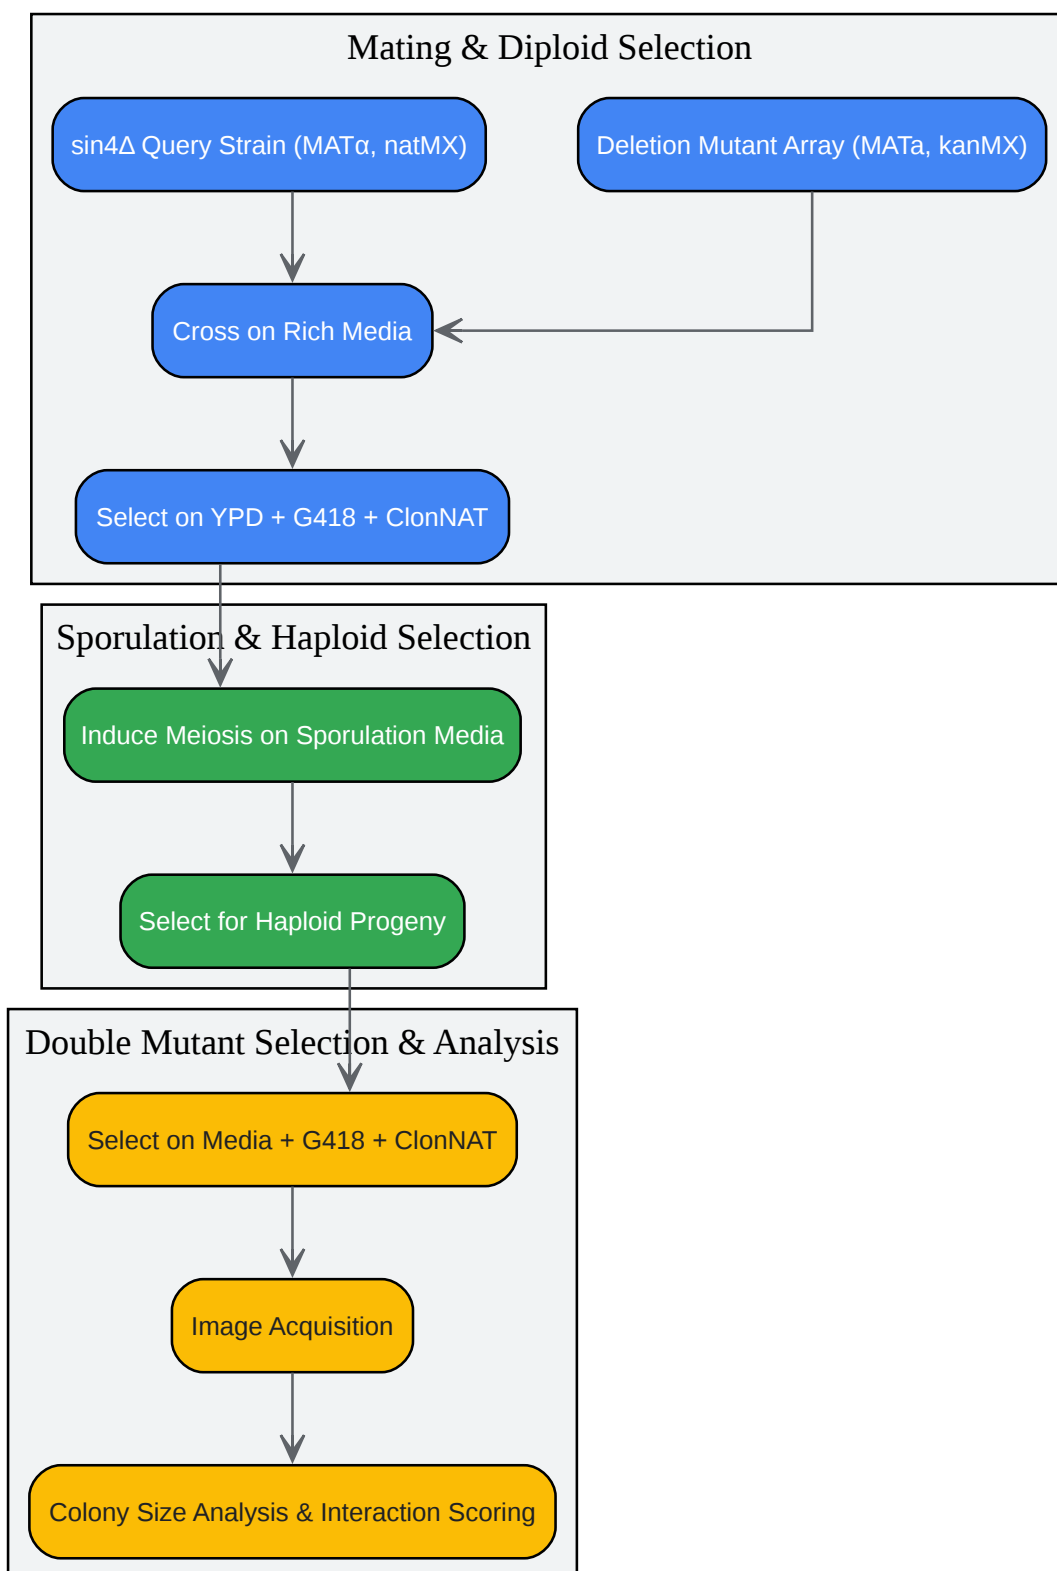 Mating & Diploid Selection
sin4Δ Query Strain (MATα, natMX)
Deletion Mutant Array (MATa, kanMX)
Cross on Rich Media
Select on YPD + G418 + ClonNAT
Sporulation & Haploid Selection
Induce Meiosis on Sporulation Media
Select for Haploid Progeny
Double Mutant Selection & Analysis
Select on Media + G418 + ClonNAT
Image Acquisition
Colony Size Analysis & Interaction Scoring